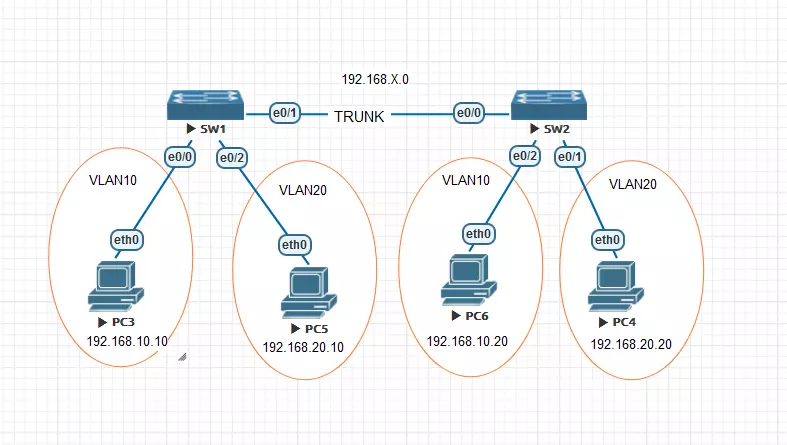 192.168.X.0
e0/1
TRUNK
e0/0
SW1
SW2
e0/0
e0/2
e0/2
e0/1
VLAN10
VLAN20
VLAN10
VLAN20
eth0
eth0
eth0
eth0
PC3
PC5
PC6
PC4
192.168.10.10
192.168.20.10
192.168.10.20
192.168.20.20